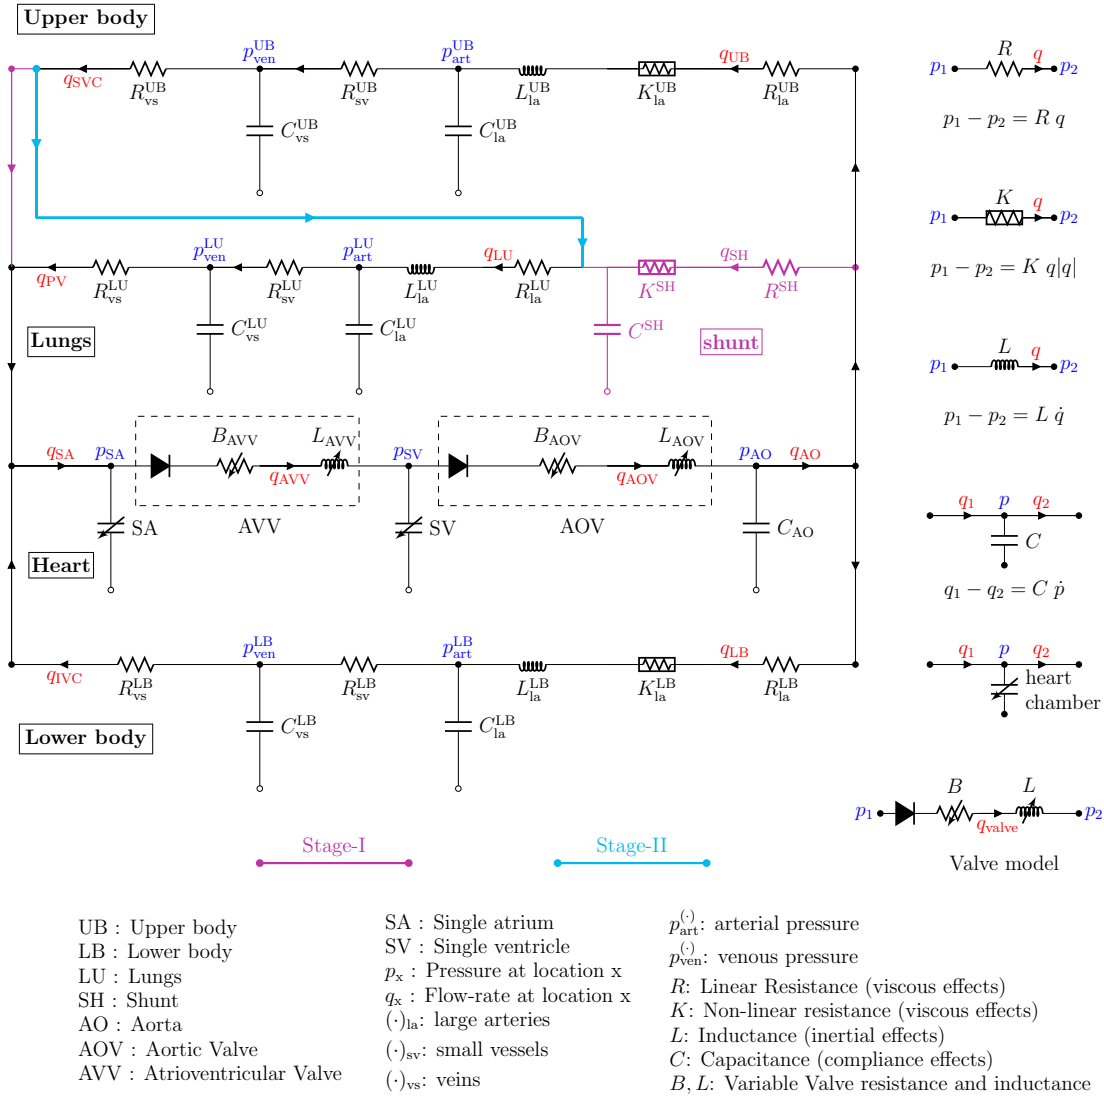 Upper body
p_ven^UB
p_art^UB
q_SVC
q_UB
R_vs^UB
R_sv^UB
L_la^UB
K_la^UB
R_la^UB
C_vs^UB
C_la^UB
R
q
p_1
p_2
p_1 − p_2 = R q
K
q
p_1
p_2
p_1 − p_2 = K q|q|
p_ven^LU
p_art^LU
q_LU
q_SH
q_PV
R_vs^LU
R_sv^LU
L_la^LU
R_la^LU
K^SH
R^SH
Lungs
C_vs^LU
C_la^LU
C^SH
shunt
L
q
p_1
p_2
p_1 − p_2 = L q̇
q_SA
p_SA
B_AVV
L_AVV
q_AVV
p_SV
B_AOV
L_AOV
q_AOV
p_AO
q_AO
SA
AVV
SV
AOV
C_AO
Heart
q_1
p
q_2
C
q_1 − q_2 = C ṗ
p_ven^LB
p_art^LB
q_IVC
q_LB
R_vs^LB
R_sv^LB
L_la^LB
K_la^LB
R_la^LB
C_vs^LB
C_la^LB
Lower body
q_1
p
q_2
heart
chamber
B
L
p_1
q_valve
p_2
Valve model
Stage-I
Stage-II
UB : Upper body
LB : Lower body
LU : Lungs
SH : Shunt
AO : Aorta
AOV : Aortic Valve
AVV : Atrioventricular Valve
SA : Single atrium
SV : Single ventricle
p_x : Pressure at location x
q_x : Flow-rate at location x
(·)_la: large arteries
(·)_sv: small vessels
(·)_vs: veins
p_art^(·): arterial pressure
p_ven^(·): venous pressure
R: Linear Resistance (viscous effects)
K: Non-linear resistance (viscous effects)
L: Inductance (inertial effects)
C: Capacitance (compliance effects)
B, L: Variable Valve resistance and inductance